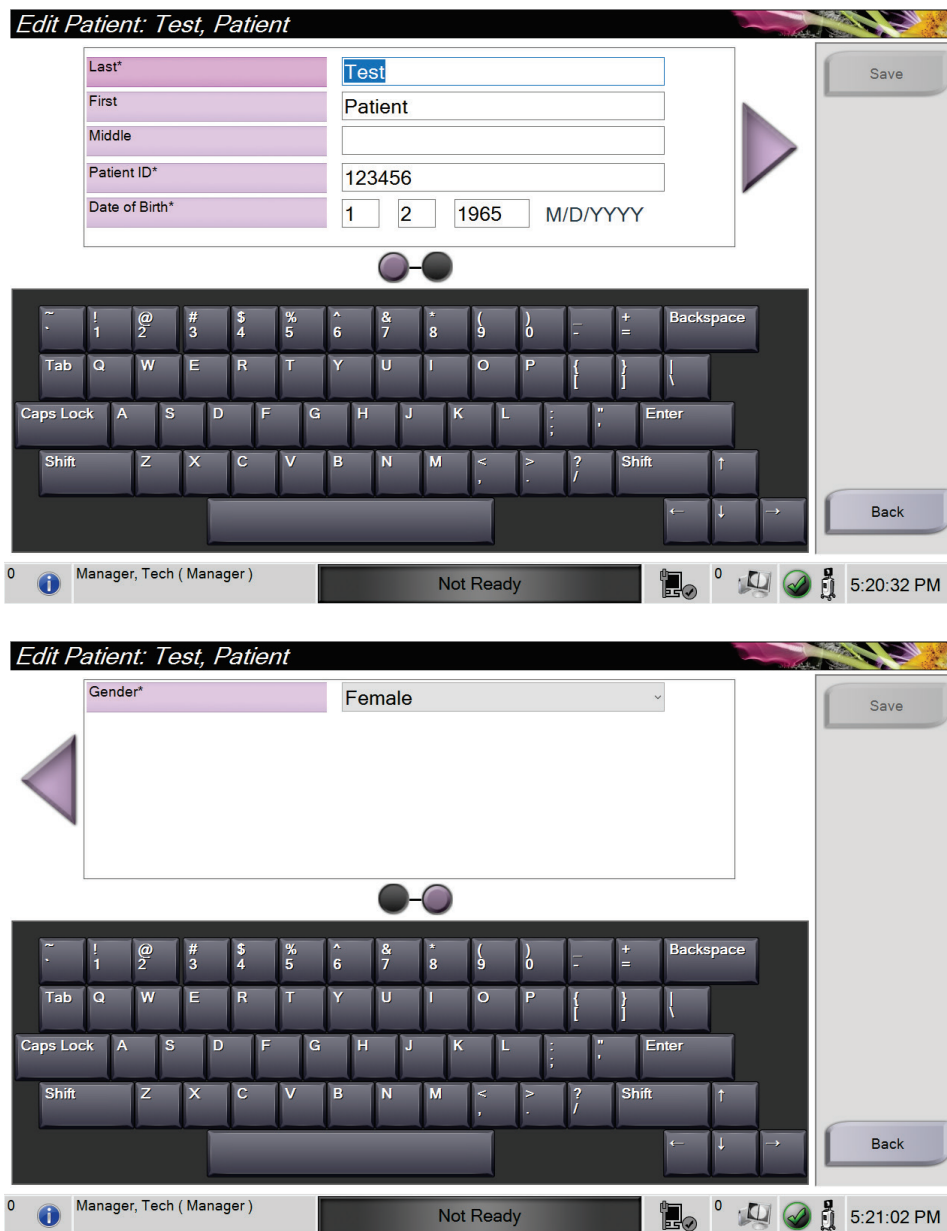 Edit Patient: Test, Patient
Last* Test
Save
First Patient
Middle
Patient ID* 123456
Date of Birth* 1 2 1965 M/D/YYYY
~ ! @ # $ % ^ & * ( ) _ + Backspace
` 1 2 3 4 5 6 7 8 9 0 - =
Tab Q W E R T Y U I O P { } |
[ ] \
Caps Lock A S D F G H J K L : " Enter
; '
Shift Z X C V B N M < > ? Shift ↑
, . /
← ↓ →
Back
0 Manager, Tech ( Manager ) Not Ready 0 5:20:32 PM
Edit Patient: Test, Patient
Gender* Female
Save
~ ! @ # $ % ^ & * ( ) _ + Backspace
` 1 2 3 4 5 6 7 8 9 0 - =
Tab Q W E R T Y U I O P { } |
[ ] \
Caps Lock A S D F G H J K L : " Enter
; '
Shift Z X C V B N M < > ? Shift ↑
, . /
← ↓ →
Back
0 Manager, Tech ( Manager ) Not Ready 0 5:21:02 PM